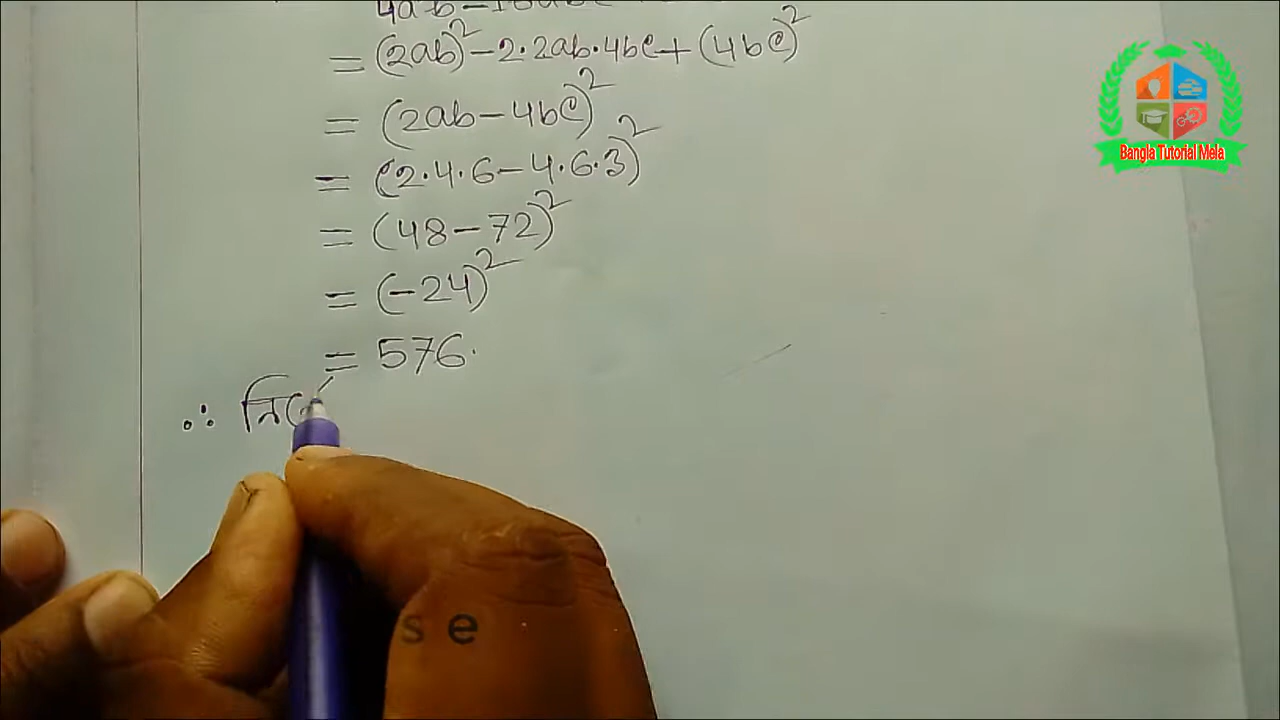 = (2ab)² - 2·2ab·4bc + (4bc)²
= (2ab - 4bc)²
= (2·4·6 - 4·6·3)²
= (48 - 72)²
= (-24)²
= 576.
∴
Bangla Tutorial Mela
se